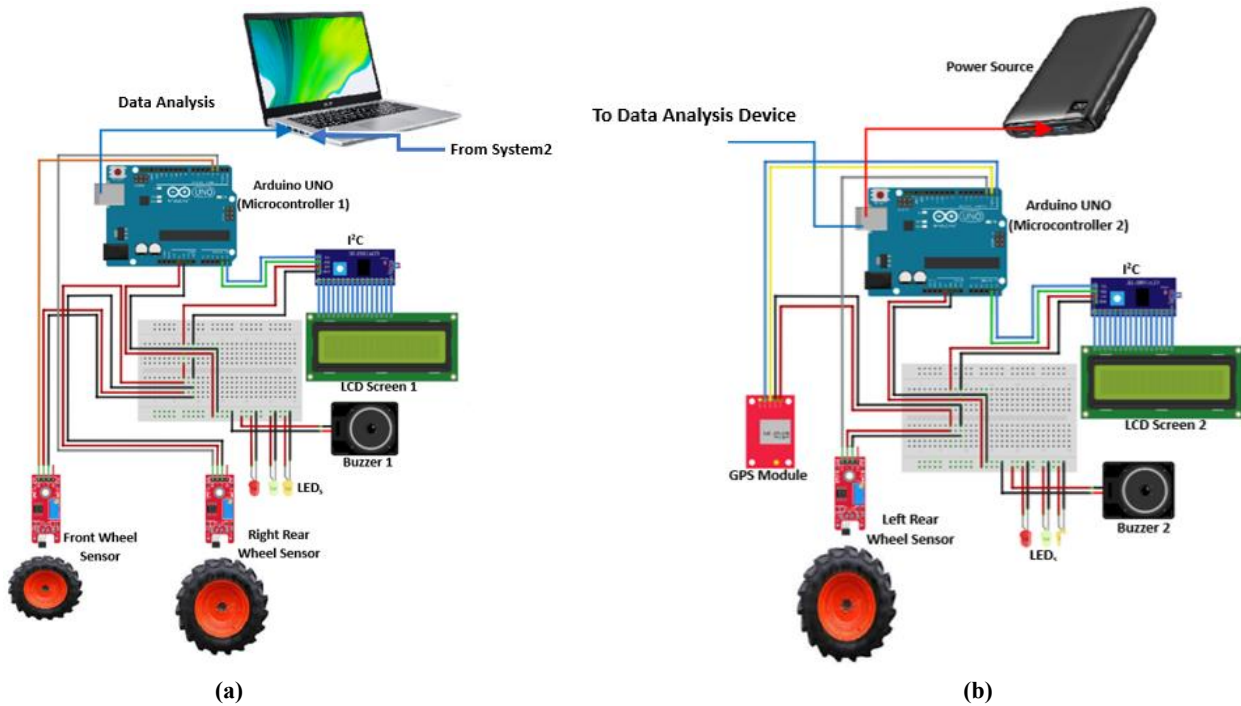 Data Analysis
From System2
Arduino UNO
(Microcontroller 1)
UNO
I²C
LCD Screen 1
Buzzer 1
LEDs
Front Wheel
Sensor
Right Rear
Wheel Sensor
(a)
Power Source
To Data Analysis Device
Arduino UNO
(Microcontroller 2)
UNO
I²C
LCD Screen 2
GPS Module
Buzzer 2
Left Rear
Wheel Sensor
LEDs
(b)